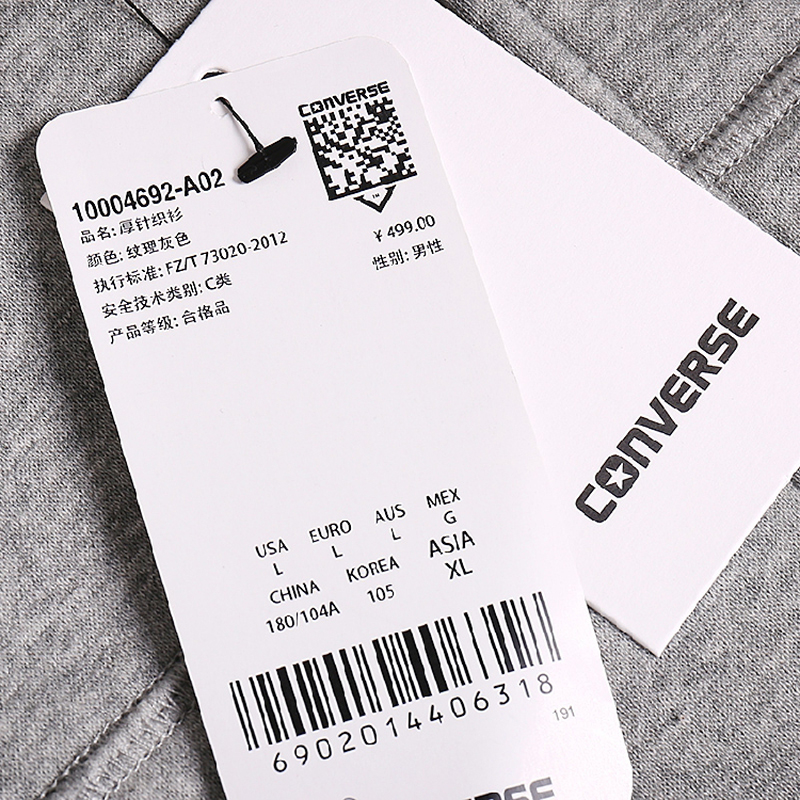 CONVERSE
10004692-A02
品名: 厚针织衫
颜色: 纹理灰色
¥ 499.00
执行标准: FZ/T 73020-2012
性别: 男性
安全技术类别: C类
产品等级: 合格品
USA EURO AUS MEX
L L L G
CHINA KOREA ASIA
180/104A 105 XL
6902014406318
191
CONVERSE
CONVERSE